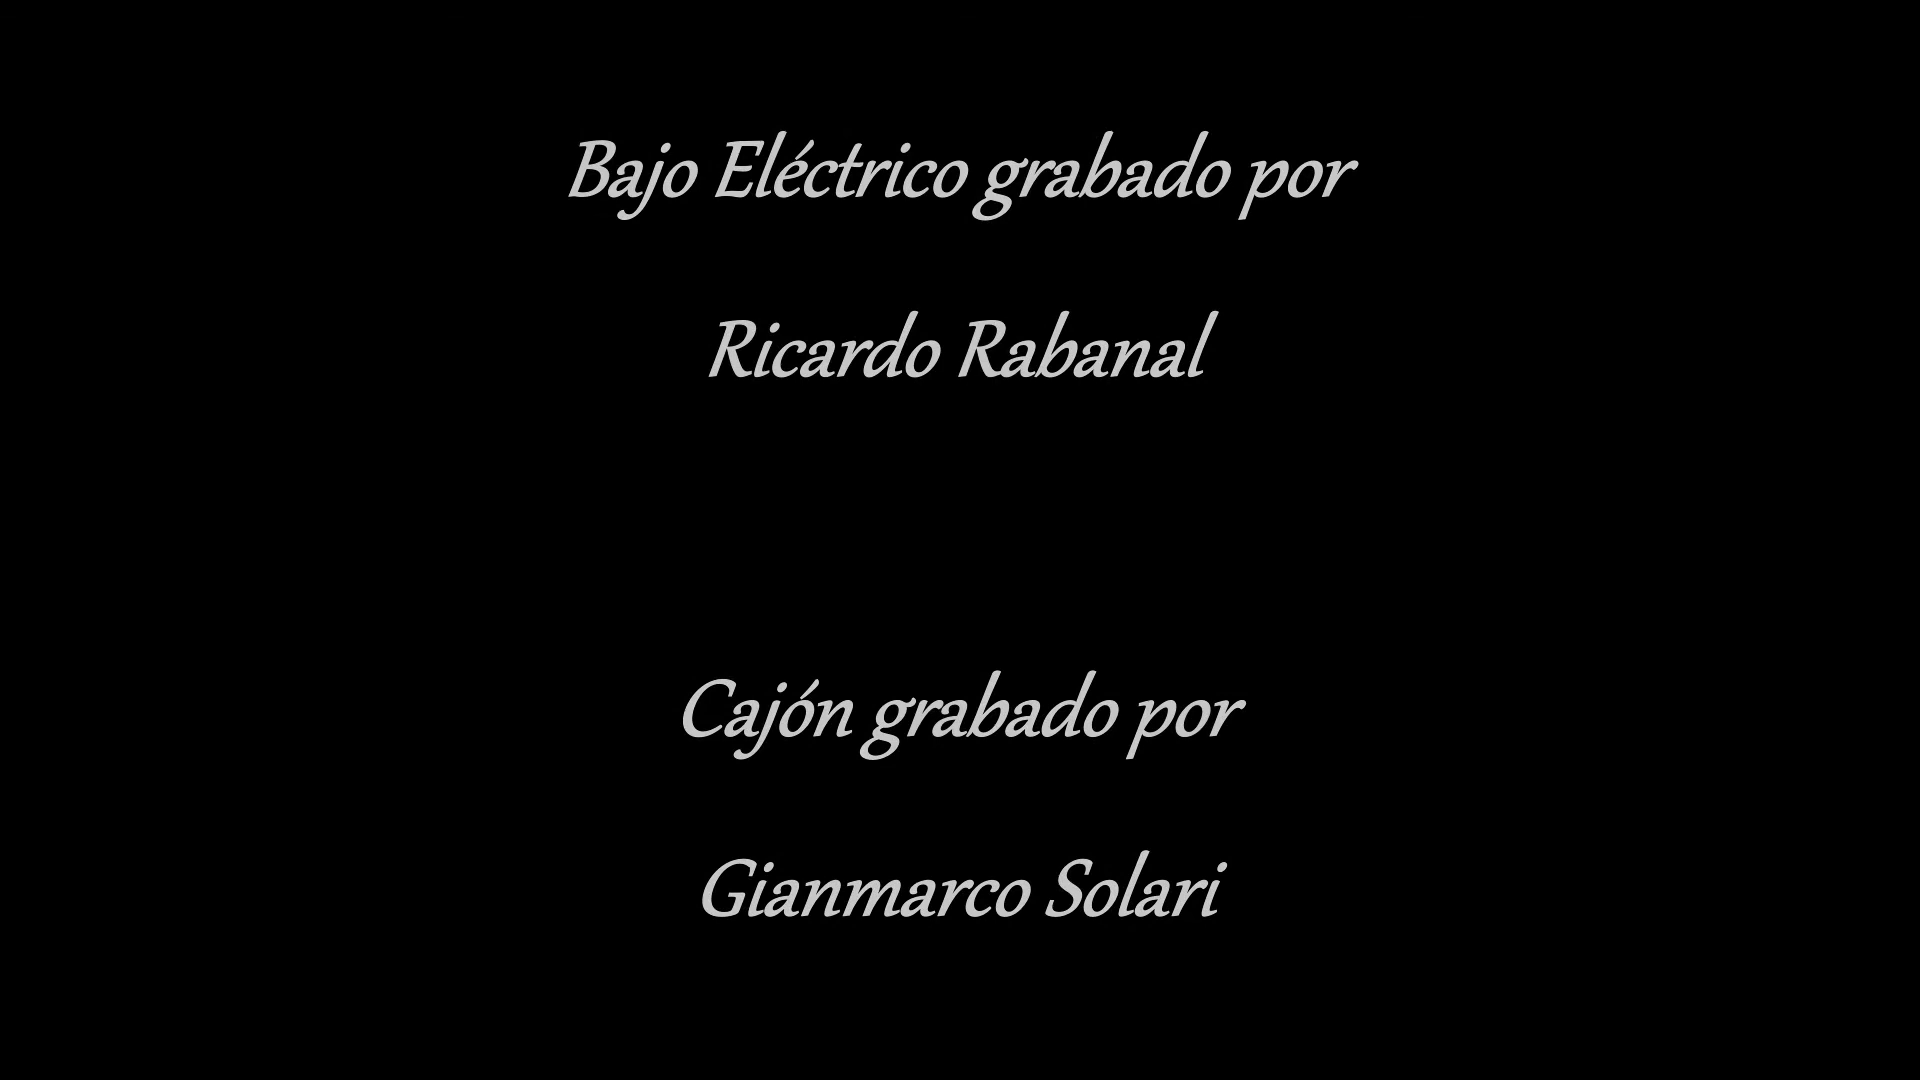 Bajo Eléctrico grabado por
Ricardo Rabanal
Cajón grabado por
Gianmarco Solari